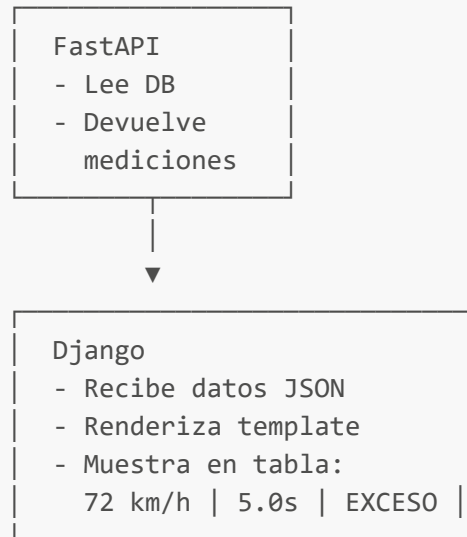 FastAPI
- Lee DB
- Devuelve
mediciones
Django
- Recibe datos JSON
- Renderiza template
- Muestra en tabla:
72 km/h | 5.0s | EXCESO |